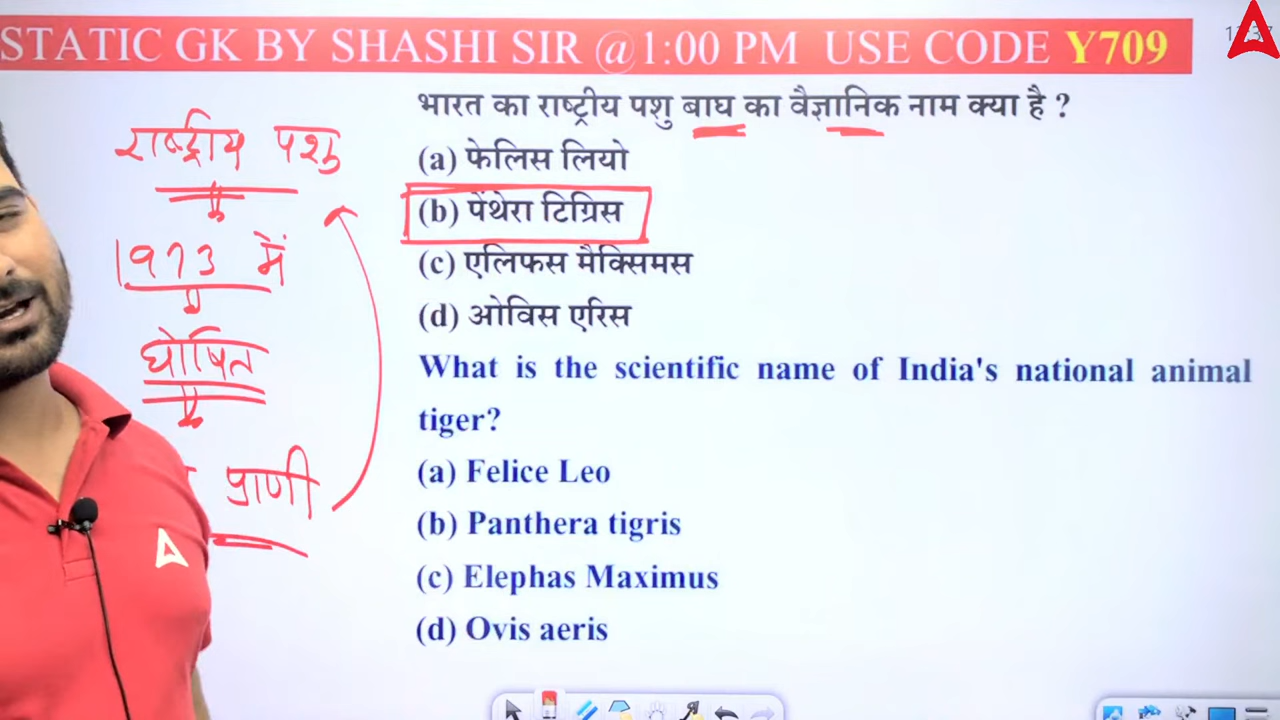 STATIC GK BY SHASHI SIR @1:00 PM USE CODE Y709
भारत का राष्ट्रीय पशु बाघ का वैज्ञानिक नाम क्या है ?
(a) फेलिस लियो
(b) पेंथेरा टिग्रिस
(c) एलिफस मैक्सिमस
(d) ओविस एरिस
What is the scientific name of India's national animal
tiger?
(a) Felice Leo
(b) Panthera tigris
(c) Elephas Maximus
(d) Ovis aeris
राष्ट्रीय पशु
1973 में
घोषित
प्राणी